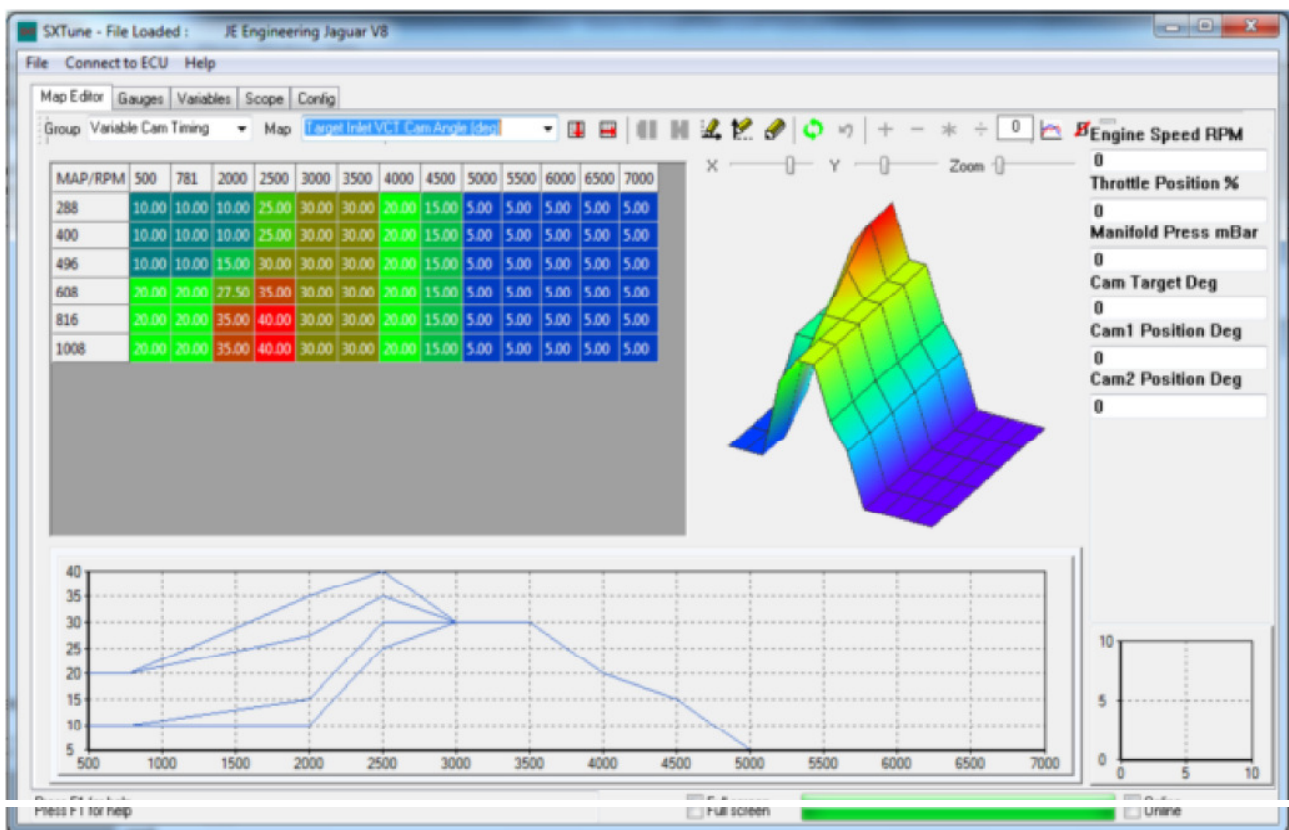 SXTune - File Loaded : JE Engineering Jaguar V8
File Connect to ECU Help
Map Editor Gauges Variables Scope Config
Group Variable Cam Timing Map Target Inlet VCT Cam Angle (deg) + - * ÷ 0
X Y Zoom
MAP/RPM 500 781 2000 2500 3000 3500 4000 4500 5000 5500 6000 6500 7000
288 10.00 10.00 10.00 25.00 30.00 30.00 20.00 15.00 5.00 5.00 5.00 5.00 5.00
400 10.00 10.00 10.00 25.00 30.00 30.00 20.00 15.00 5.00 5.00 5.00 5.00 5.00
496 10.00 10.00 15.00 30.00 30.00 30.00 20.00 15.00 5.00 5.00 5.00 5.00 5.00
608 20.00 20.00 27.50 35.00 30.00 30.00 20.00 15.00 5.00 5.00 5.00 5.00 5.00
816 20.00 20.00 35.00 40.00 30.00 30.00 20.00 15.00 5.00 5.00 5.00 5.00 5.00
1008 20.00 20.00 35.00 40.00 30.00 30.00 20.00 15.00 5.00 5.00 5.00 5.00 5.00
Engine Speed RPM
0
Throttle Position %
0
Manifold Press mBar
0
Cam Target Deg
0
Cam1 Position Deg
0
Cam2 Position Deg
0
40
35
30
25
20
15
10
5
500 1000 1500 2000 2500 3000 3500 4000 4500 5000 5500 6000 6500 7000
10
5
0
0 5 10
Press F1 for help Full screen Online